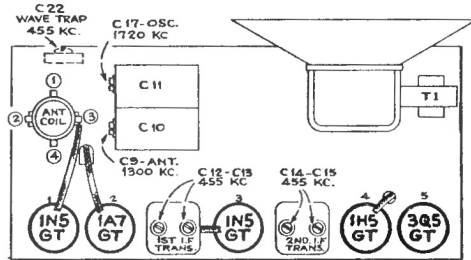 C22
WAVE TRAP
455 KC.
C17-OSC.
1720 KC
C11
C10
C9-ANT.
1300 KC.
ANT
COIL
1
2
3
4
C12-C13
455 KC
C14-C15
455 KC.
T1
1
1N5
GT
2
1A7
GT
1ST I.F
TRANS.
3
1N5
GT
2ND. I.F
TRANS.
4
1H5
GT
5
3Q5
GT